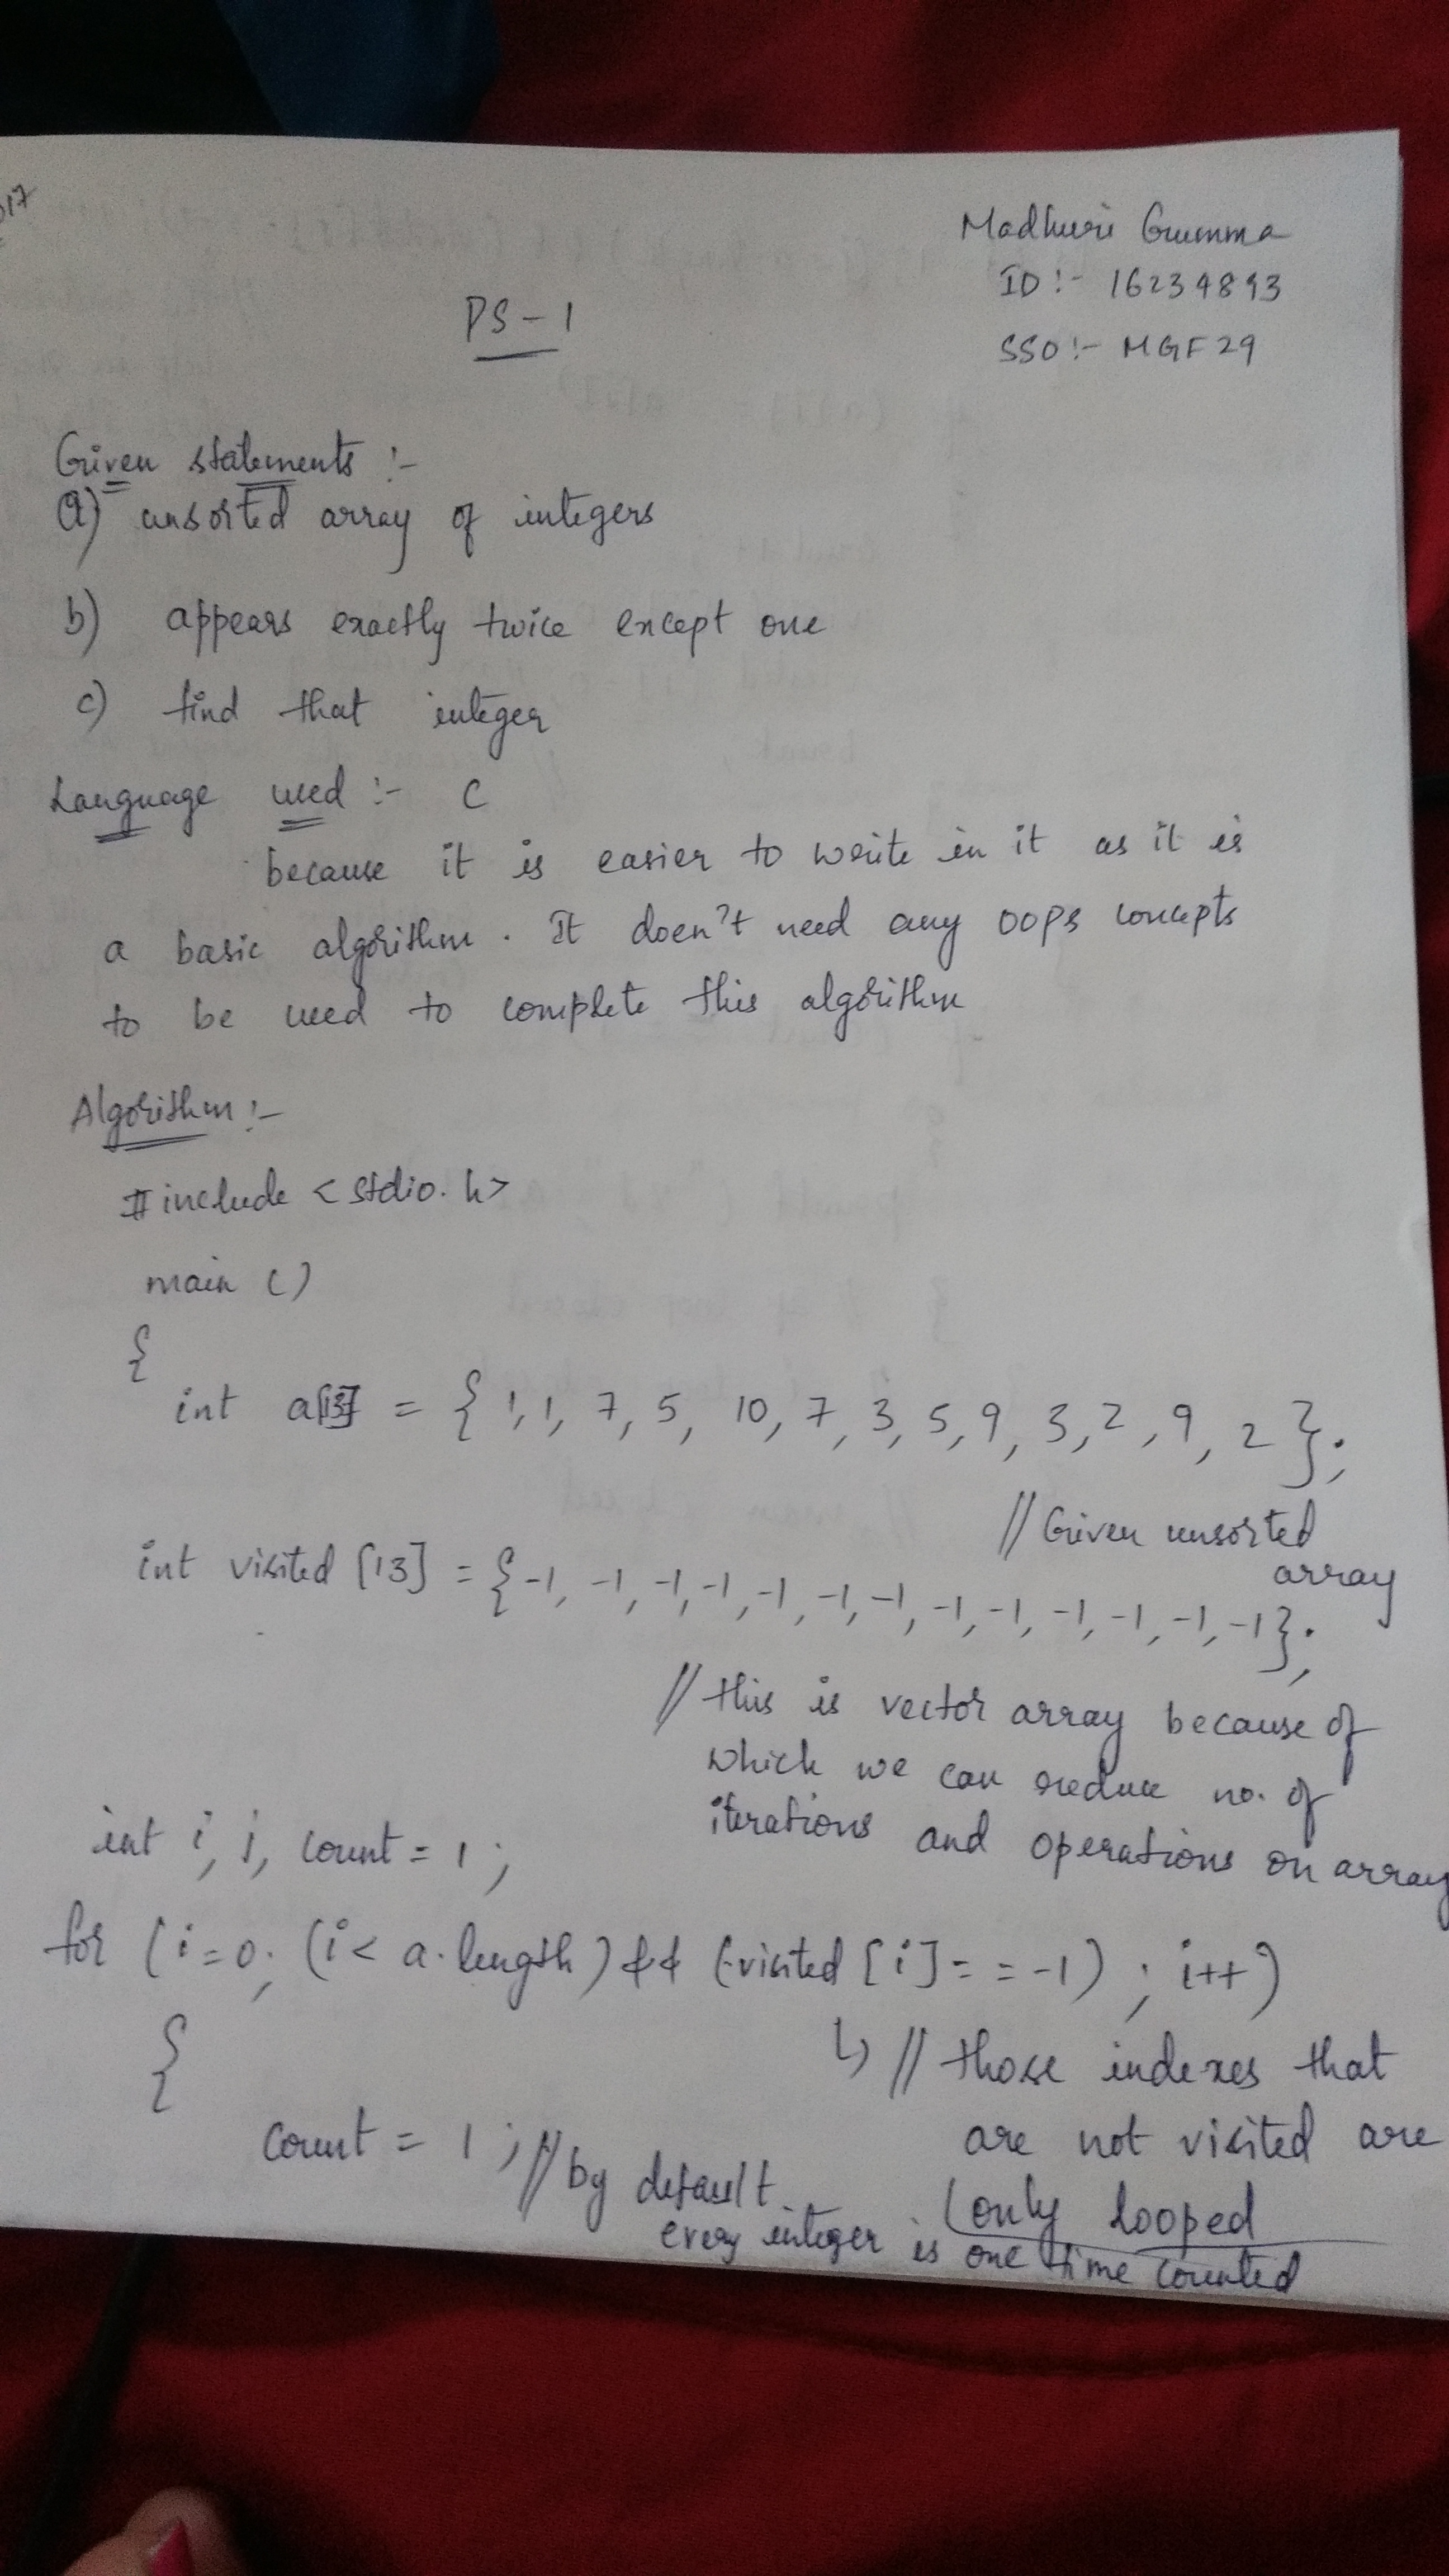 017
Madhuri Gumma
ID :- 16234893
SSO :- MGF29
PS-1
Given statements :-
a) unsorted array of integers
b) appears exactly twice except one
c) find that integer
Language used :- C
because it is easier to write in it as it is
a basic algorithm. It doen't need any oops concepts
to be used to complete this algorithm
Algorithm :-
#include <stdio.h>
main ()
{
int a[13] = { 1,1, 7, 5, 10, 7, 3, 5, 9, 3, 2, 9, 2 };
// Given unsorted
array
int visited [13] = {-1, -1, -1, -1, -1, -1, -1, -1, -1, -1, -1, -1, -1};
// this is vector array because of
which we can reduce no. of
iterations and operations on array
int i, j, count = 1;
for (i=0; (i< a.length) && (visited [i] == -1) ; i++)
{
↳ // those indexes that
are not visited are
only looped
count = 1; // by default
every integer is one time counted